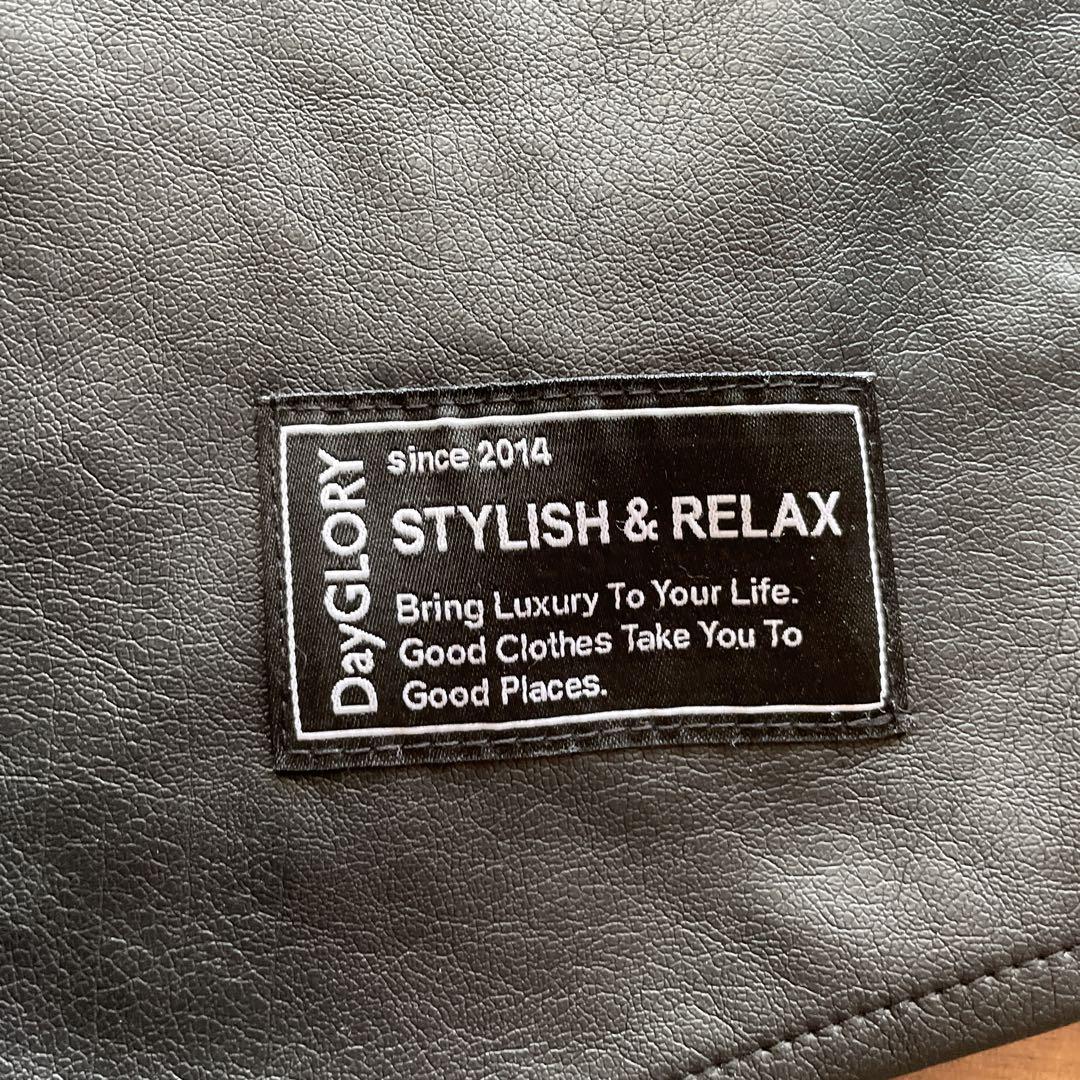 DayGLORY
since 2014
STYLISH & RELAX
Bring Luxury To Your Life.
Good Clothes Take You To
Good Places.